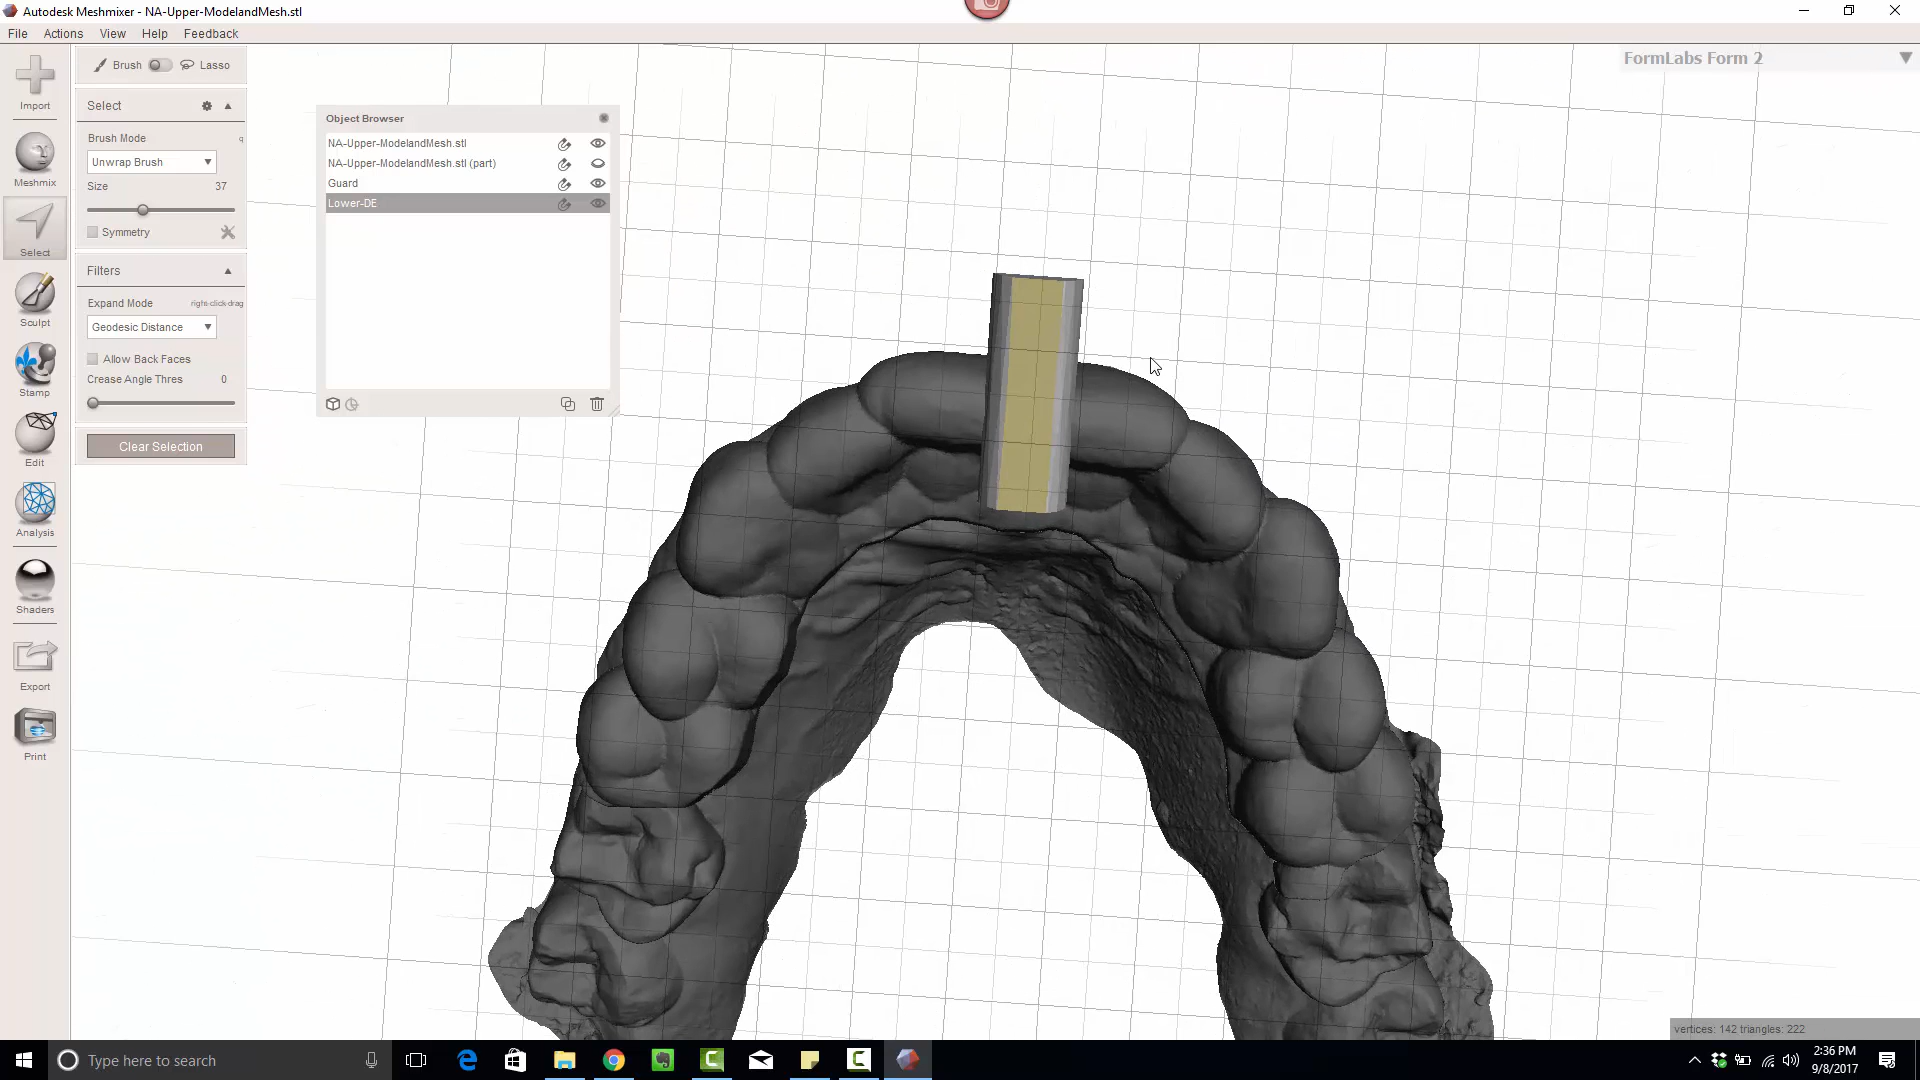 Autodesk Meshmixer - NA-Upper-ModelandMesh.stl
File Actions View Help Feedback
Import
Meshmix
Select
Sculpt
Stamp
Edit
Analysis
Shaders
Export
Print
Brush Lasso
Select
Brush Mode q
Unwrap Brush
Size 37
Symmetry
Filters
Expand Mode right-click-drag
Geodesic Distance
Allow Back Faces
Crease Angle Thres 0
Clear Selection
Object Browser
NA-Upper-ModelandMesh.stl
NA-Upper-ModelandMesh.stl (part)
Guard
Lower-DE
FormLabs Form 2
vertices: 142 triangles: 222
Type here to search
2:36 PM
9/8/2017